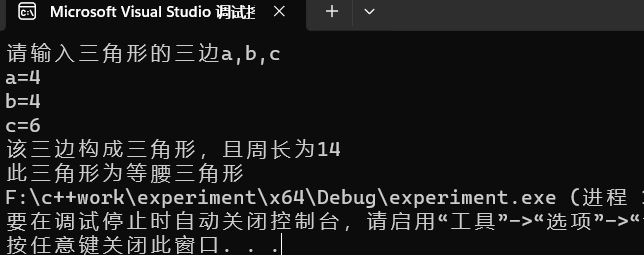 Microsoft Visual Studio 调试
请输入三角形的三边a,b,c
a=4
b=4
c=6
该三边构成三角形，且周长为14
此三角形为等腰三角形
F:\c++work\experiment\x64\Debug\experiment.exe (进程 1
要在调试停止时自动关闭控制台，请启用“工具”->“选项”->“
按任意键关闭此窗口. . .